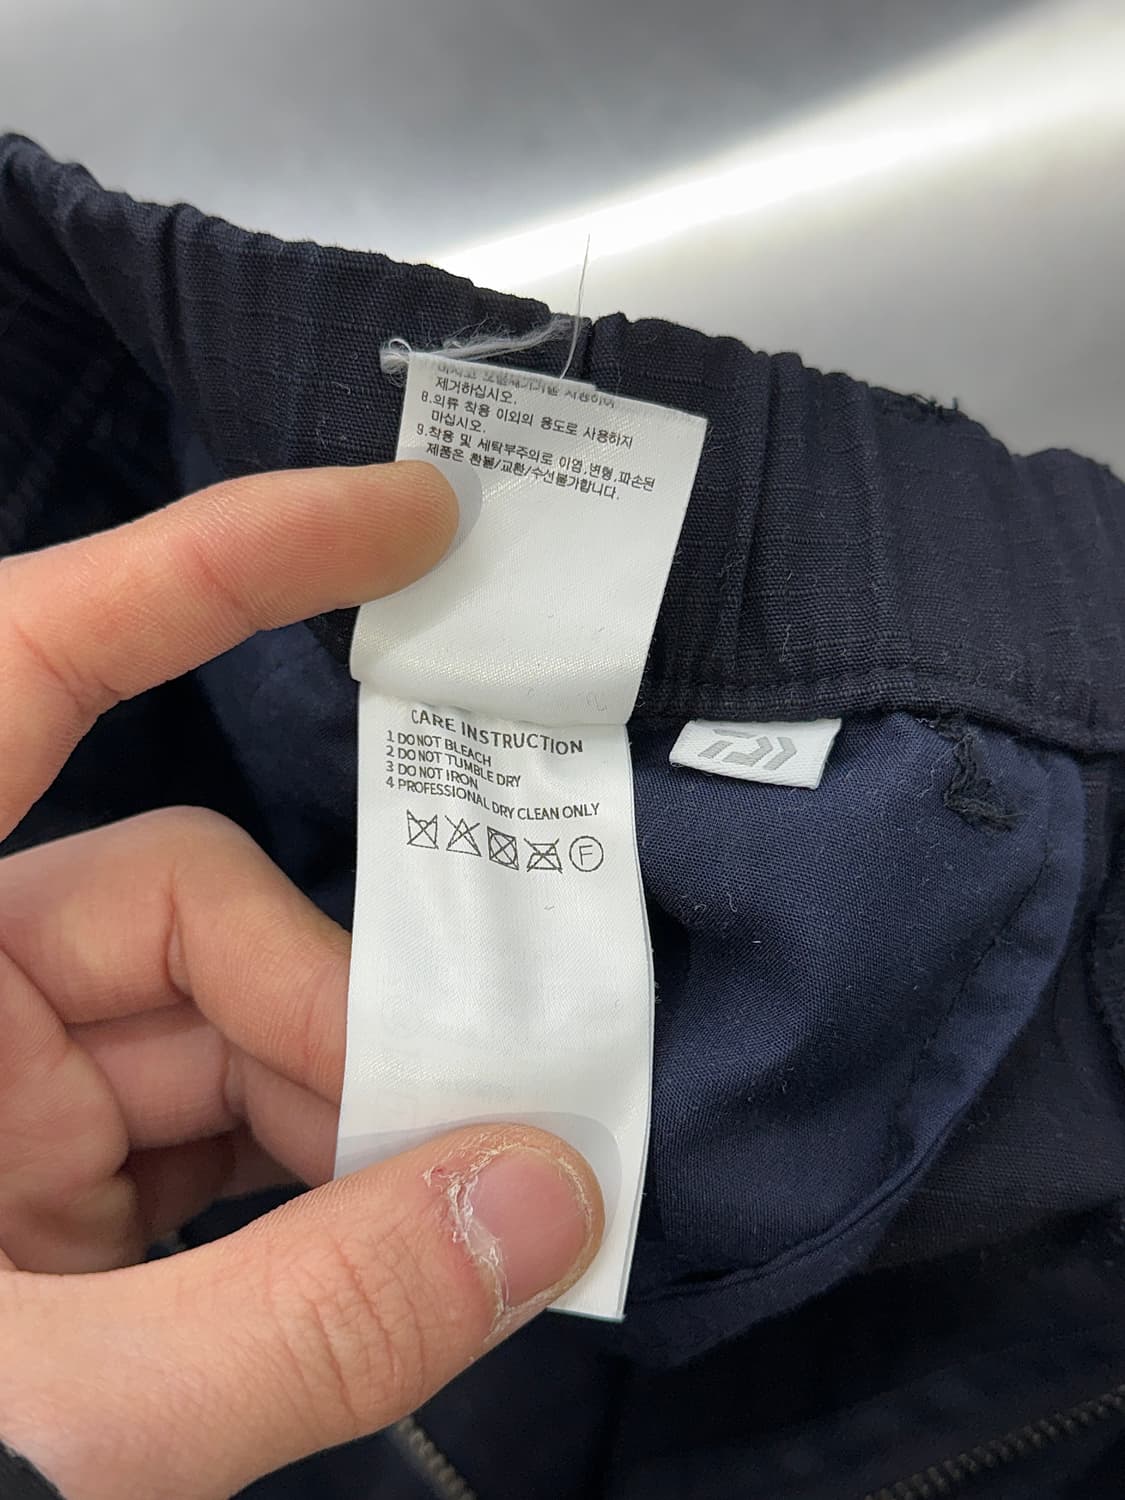 제거하십시오.
8.의류 착용 이외의 용도로 사용하지
마십시오.
9.착용 및 세탁부주의로 이염,변형,파손된
제품은 환불/교환/수선불가합니다.
CARE INSTRUCTION
1 DO NOT BLEACH
2 DO NOT TUMBLE DRY
3 DO NOT IRON
4 PROFESSIONAL DRY CLEAN ONLY
F